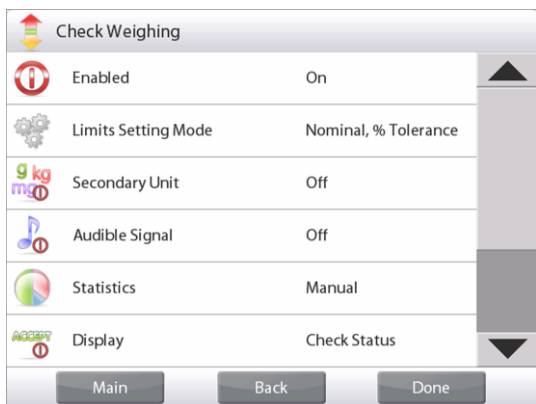 Check Weighing
Enabled On
Limits Setting Mode Nominal, % Tolerance
g kg
mg
Secondary Unit Off
Audible Signal Off
Statistics Manual
ACCEPT
Display Check Status
Main Back Done